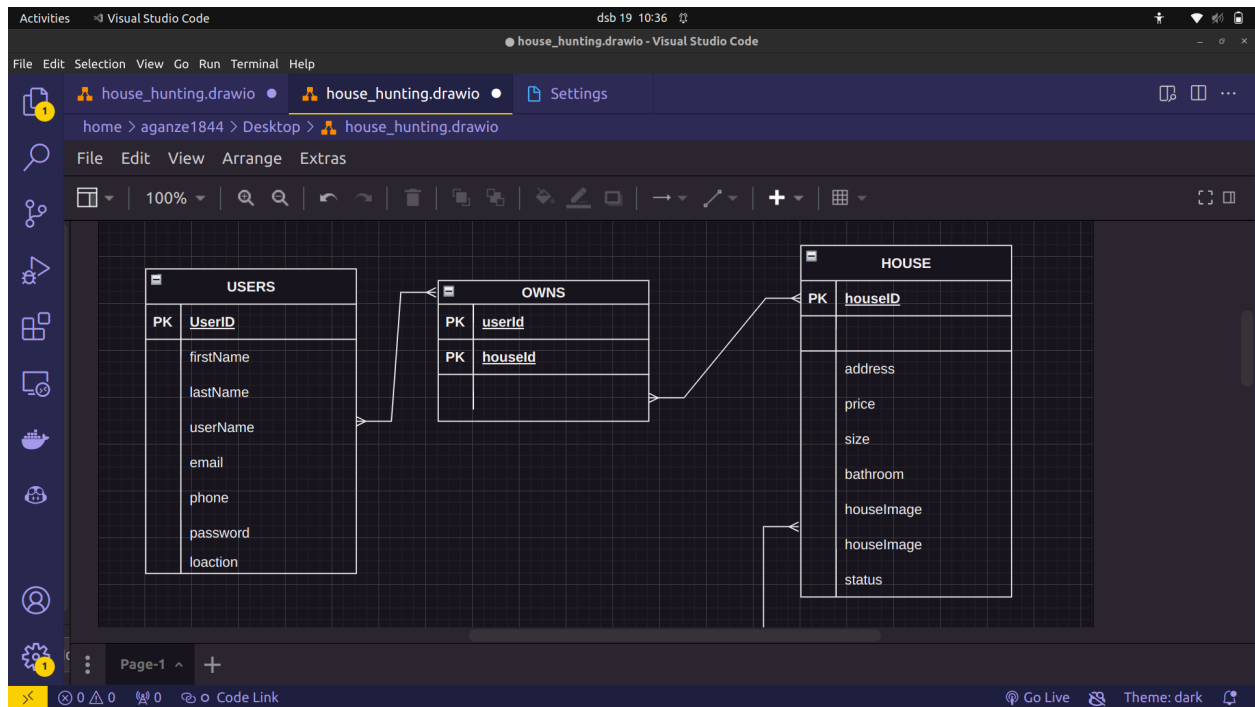 Activities Visual Studio Code dsb 19 10:36
house_hunting.drawio - Visual Studio Code
File Edit Selection View Go Run Terminal Help
house_hunting.drawio house_hunting.drawio Settings
home > aganze1844 > Desktop > house_hunting.drawio
File Edit View Arrange Extras
100%
USERS
PK UserID
firstName
lastName
userName
email
phone
password
loaction
OWNS
PK userId
PK houseId
HOUSE
PK houseID
address
price
size
bathroom
houseImage
houseImage
status
1
1
Page-1
0 0 0 Code Link Go Live Theme: dark